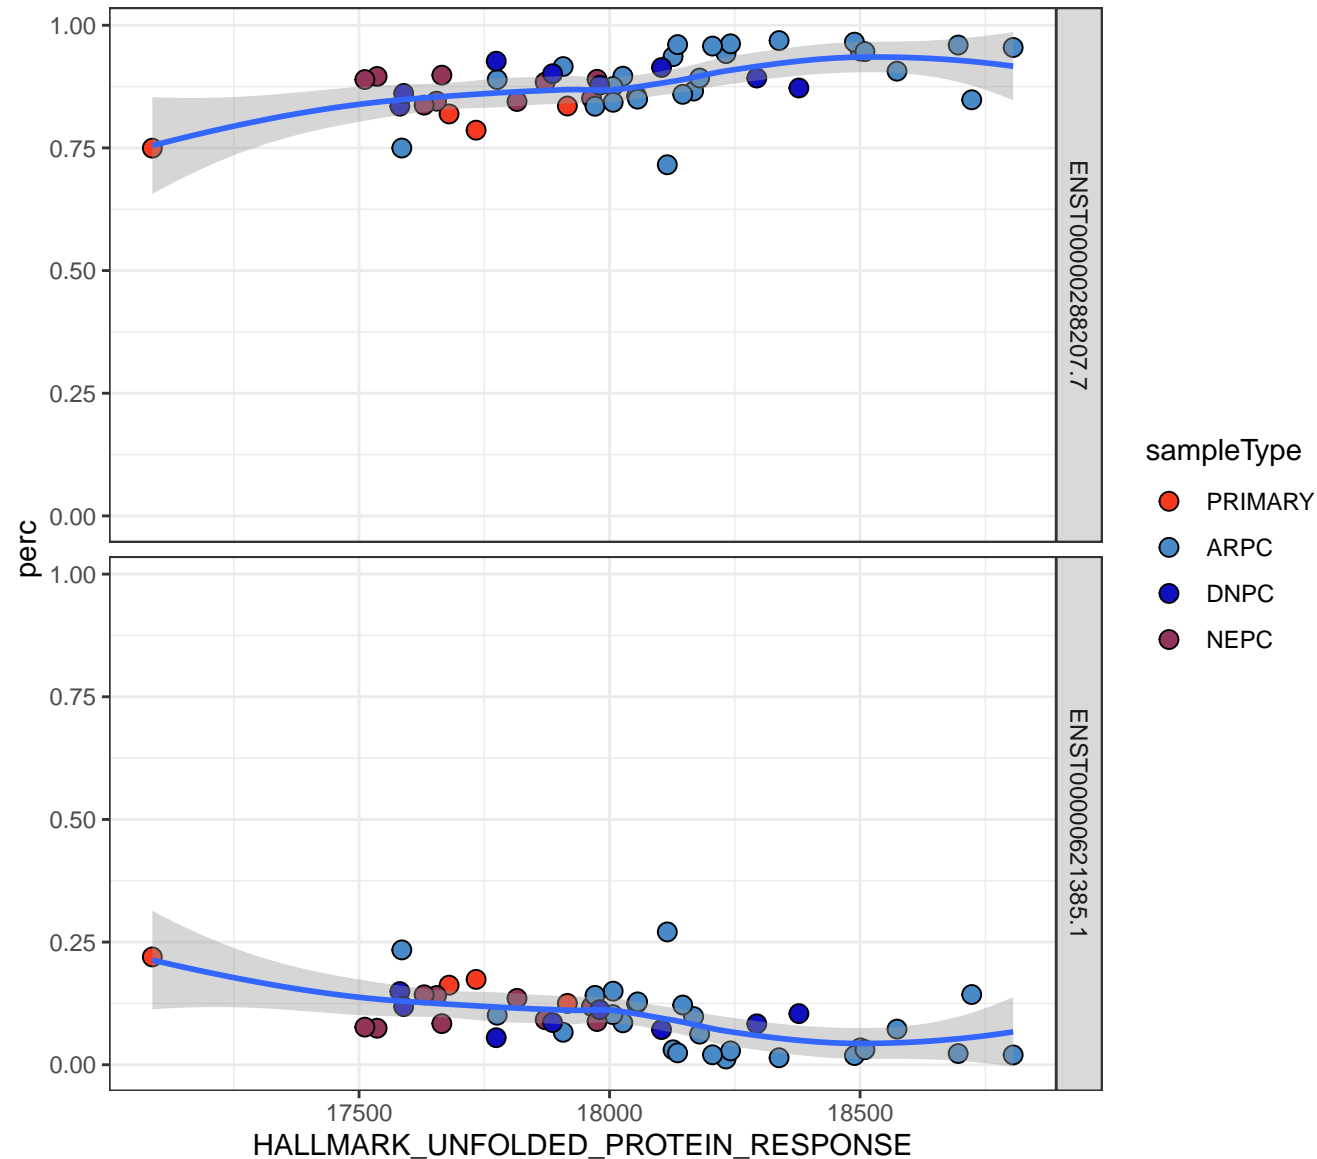 1.00
0.75
0.50
0.25
0.00
ENST00000288207.7
1.00
0.75
0.50
0.25
0.00
ENST00000621385.1
perc
17500
18000
18500
HALLMARK_UNFOLDED_PROTEIN_RESPONSE
sampleType
PRIMARY
ARPC
DNPC
NEPC